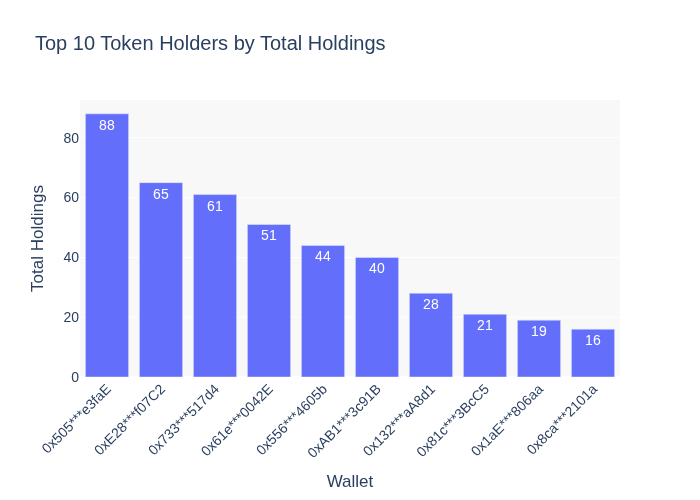 Top 10 Token Holders by Total Holdings
Total Holdings
80
60
40
20
0
88
65
61
51
44
40
28
21
19
16
0x505***e3faE
0xE28***f07C2
0x733***517d4
0x61e***0042E
0x556***4605b
0xAB1***3c91B
0x132***aA8d1
0x81c***3BcC5
0x1aE***806aa
0x8ca***2101a
Wallet